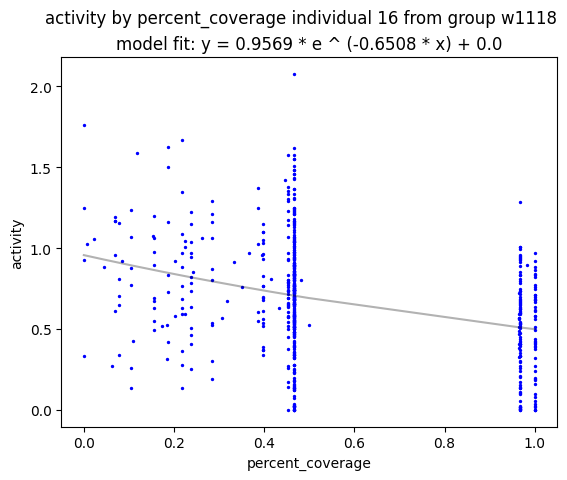 activity by percent_coverage individual 16 from group w1118
model fit: y = 0.9569 * e ^ (-0.6508 * x) + 0.0
2.0
1.5
1.0
0.5
0.0
activity
0.0 0.2 0.4 0.6 0.8 1.0
percent_coverage